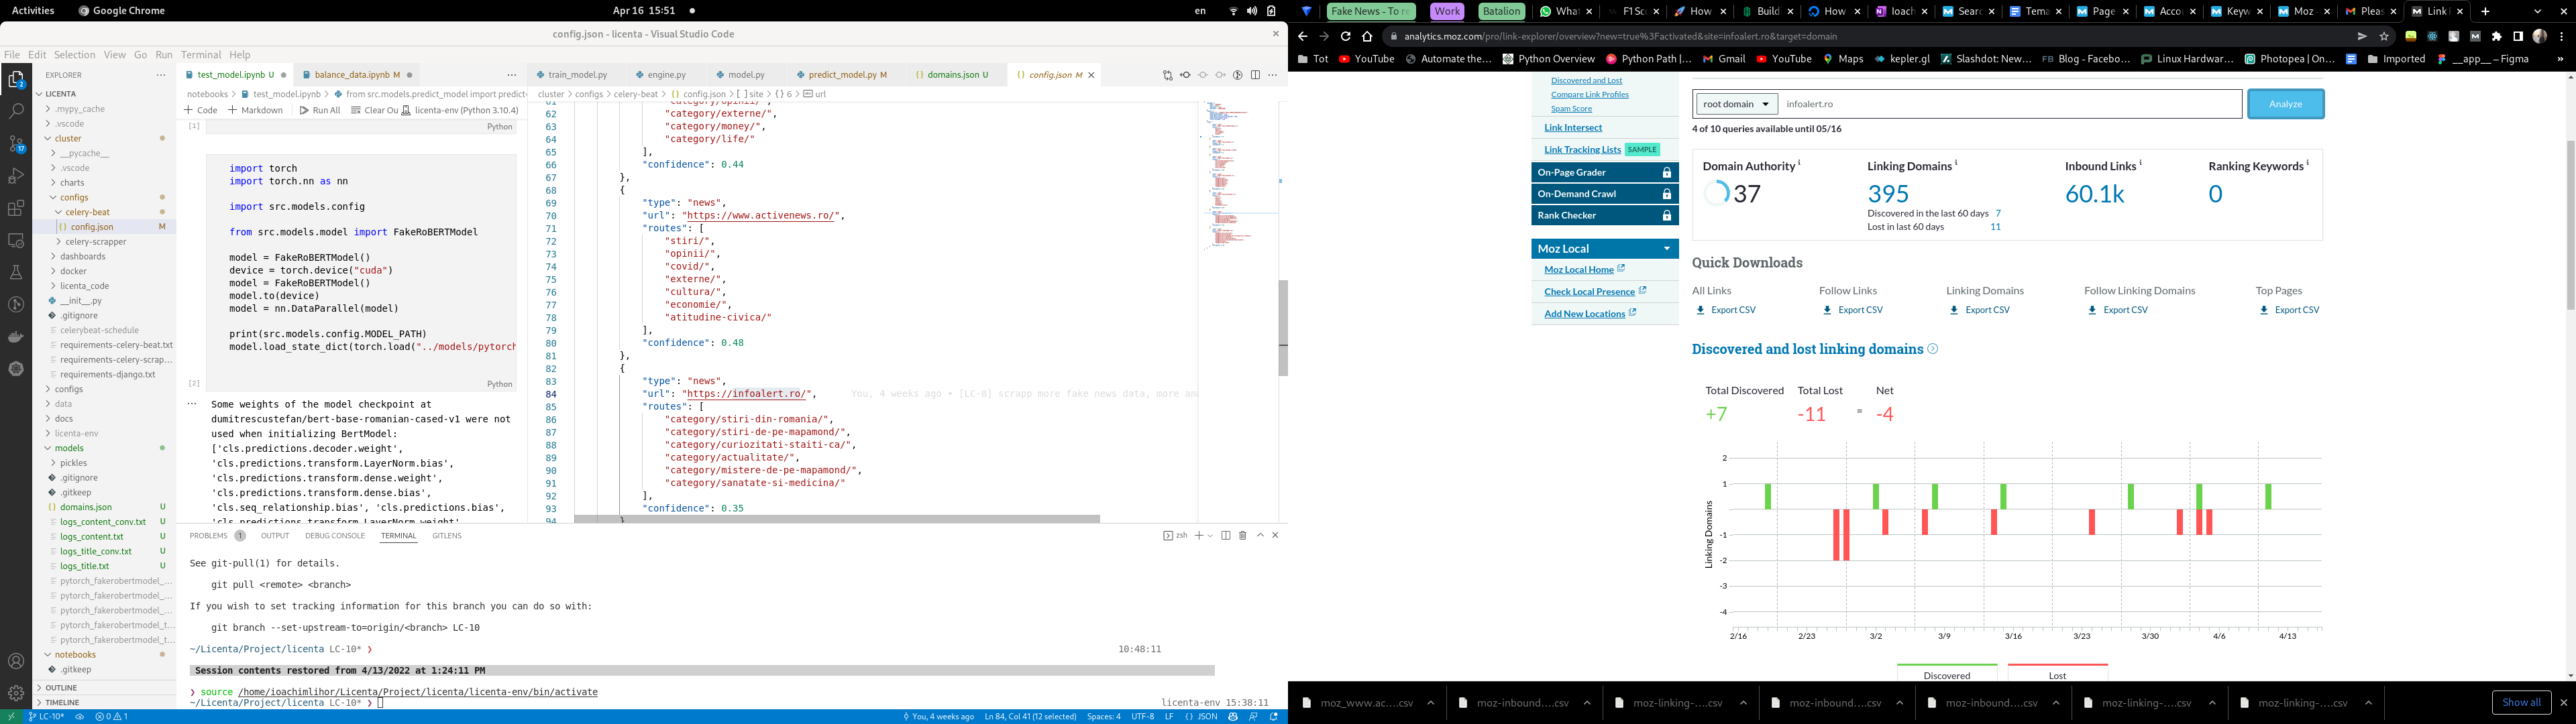 Activities
Google Chrome
Apr 16 15:51
en
config.json - licenta - Visual Studio Code
File Edit Selection View Go Run Terminal Help
EXPLORER
LICENTA
.mypy_cache
.vscode
cluster
__pycache__
.vscode
charts
configs
celery-beat
config.json M
celery-scrapper
dashboards
docker
licenta_code
__init__.py
.gitignore
celerybeat-schedule
requirements-celery-beat.txt
requirements-celery-scrap...
requirements-django.txt
configs
data
docs
licenta-env
models
pickles
.gitignore
.gitkeep
domains.json U
logs_content_conv.txt U
logs_content.txt U
logs_title_conv.txt U
logs_title.txt U
pytorch_fakerobertmodel_...
pytorch_fakerobertmodel_...
pytorch_fakerobertmodel_...
pytorch_fakerobertmodel_t...
pytorch_fakerobertmodel_t...
notebooks
.gitkeep
OUTLINE
TIMELINE
test_model.ipynb U
balance_data.ipynb M
notebooks > test_model.ipynb > from src.models.predict_model import predict
+ Code + Markdown Run All Clear Ou licenta-env (Python 3.10.4)
[1]
Python
import torch
import torch.nn as nn
import src.models.config
from src.models.model import FakeRoBERTModel
model = FakeRoBERTModel()
device = torch.device("cuda")
model = FakeRoBERTModel()
model.to(device)
model = nn.DataParallel(model)
print(src.models.config.MODEL_PATH)
model.load_state_dict(torch.load("../models/pytorch
[2]
Python
Some weights of the model checkpoint at
dumitrescustefan/bert-base-romanian-cased-v1 were not
used when initializing BertModel:
['cls.predictions.decoder.weight',
'cls.predictions.transform.LayerNorm.bias',
'cls.predictions.transform.dense.weight',
'cls.predictions.transform.dense.bias',
'cls.seq_relationship.bias', 'cls.predictions.bias',
'cls.predictions.transform.LayerNorm.weight'
train_model.py
engine.py
model.py
predict_model.py M
domains.json U
config.json M
cluster > configs > celery-beat > config.json > [ ] site > { } 6 > url
61 "category/opinii/",
62 "category/externe/",
63 "category/money/",
64 "category/life/"
65 ],
66 "confidence": 0.44
67 },
68 {
69 "type": "news",
70 "url": "https://www.activenews.ro/",
71 "routes": [
72 "stiri/",
73 "opinii/",
74 "covid/",
75 "externe/",
76 "cultura/",
77 "economie/",
78 "atitudine-civica/"
79 ],
80 "confidence": 0.48
81 },
82 {
83 "type": "news",
84 "url": "https://infoalert.ro/", You, 4 weeks ago • [LC-8] scrapp more fake news data, more an
85 "routes": [
86 "category/stiri-din-romania/",
87 "category/stiri-de-pe-mapamond/",
88 "category/curiozitati-staiti-ca/",
89 "category/actualitate/",
90 "category/mistere-de-pe-mapamond/",
91 "category/sanatate-si-medicina/"
92 ],
93 "confidence": 0.35
94 }
PROBLEMS 1 OUTPUT DEBUG CONSOLE TERMINAL GITLENS
zsh
See git-pull(1) for details.
git pull <remote> <branch>
If you wish to set tracking information for this branch you can do so with:
git branch --set-upstream-to=origin/<branch> LC-10
~/Licenta/Project/licenta LC-10* ❯ 10:48:11
Session contents restored from 4/13/2022 at 1:24:11 PM
❯ source /home/ioachimlihor/Licenta/Project/licenta/licenta-env/bin/activate
~/Licenta/Project/licenta LC-10* ❯ licenta-env 15:38:11
LC-10* 0 1 You, 4 weeks ago Ln 84, Col 41 (12 selected) Spaces: 4 UTF-8 LF { } JSON
Fake News - To re
Work
Batalion
What
F1 Sc
How
Build
How
Ioach
Searc
Tema
Page
Acco
Keyw
Moz -
Pleas
Link
analytics.moz.com/pro/link-explorer/overview?new=true%3Factivated&site=infoalert.ro&target=domain
Tot YouTube Automate the... Python Overview Python Path |... Gmail YouTube Maps kepler.gl Slashdot: New... Blog - Facebo... Linux Hardwar... Photopea | On... Imported __app__ – Figma »
Discovered and Lost
Compare Link Profiles
Spam Score
Link Intersect
Link Tracking Lists SAMPLE
On-Page Grader
On-Demand Crawl
Rank Checker
Moz Local
Moz Local Home
Check Local Presence
Add New Locations
root domain infoalert.ro Analyze
4 of 10 queries available until 05/16
Domain Authority i
37
Linking Domains i
395
Discovered in the last 60 days 7
Lost in last 60 days 11
Inbound Links i
60.1k
Ranking Keywords i
0
Quick Downloads
All Links Follow Links Linking Domains Follow Linking Domains Top Pages
Export CSV Export CSV Export CSV Export CSV Export CSV
Discovered and lost linking domains
Total Discovered Total Lost Net
+7 -11 = -4
Linking Domains
2
1
-1
-2
-3
-4
2/16 2/23 3/2 3/9 3/16 3/23 3/30 4/6 4/13
Discovered Lost
moz_www.ac....csv
moz-inbound....csv
moz-linking-....csv
moz-inbound....csv
moz-inbound....csv
moz-linking-....csv
moz-linking-....csv
Show all